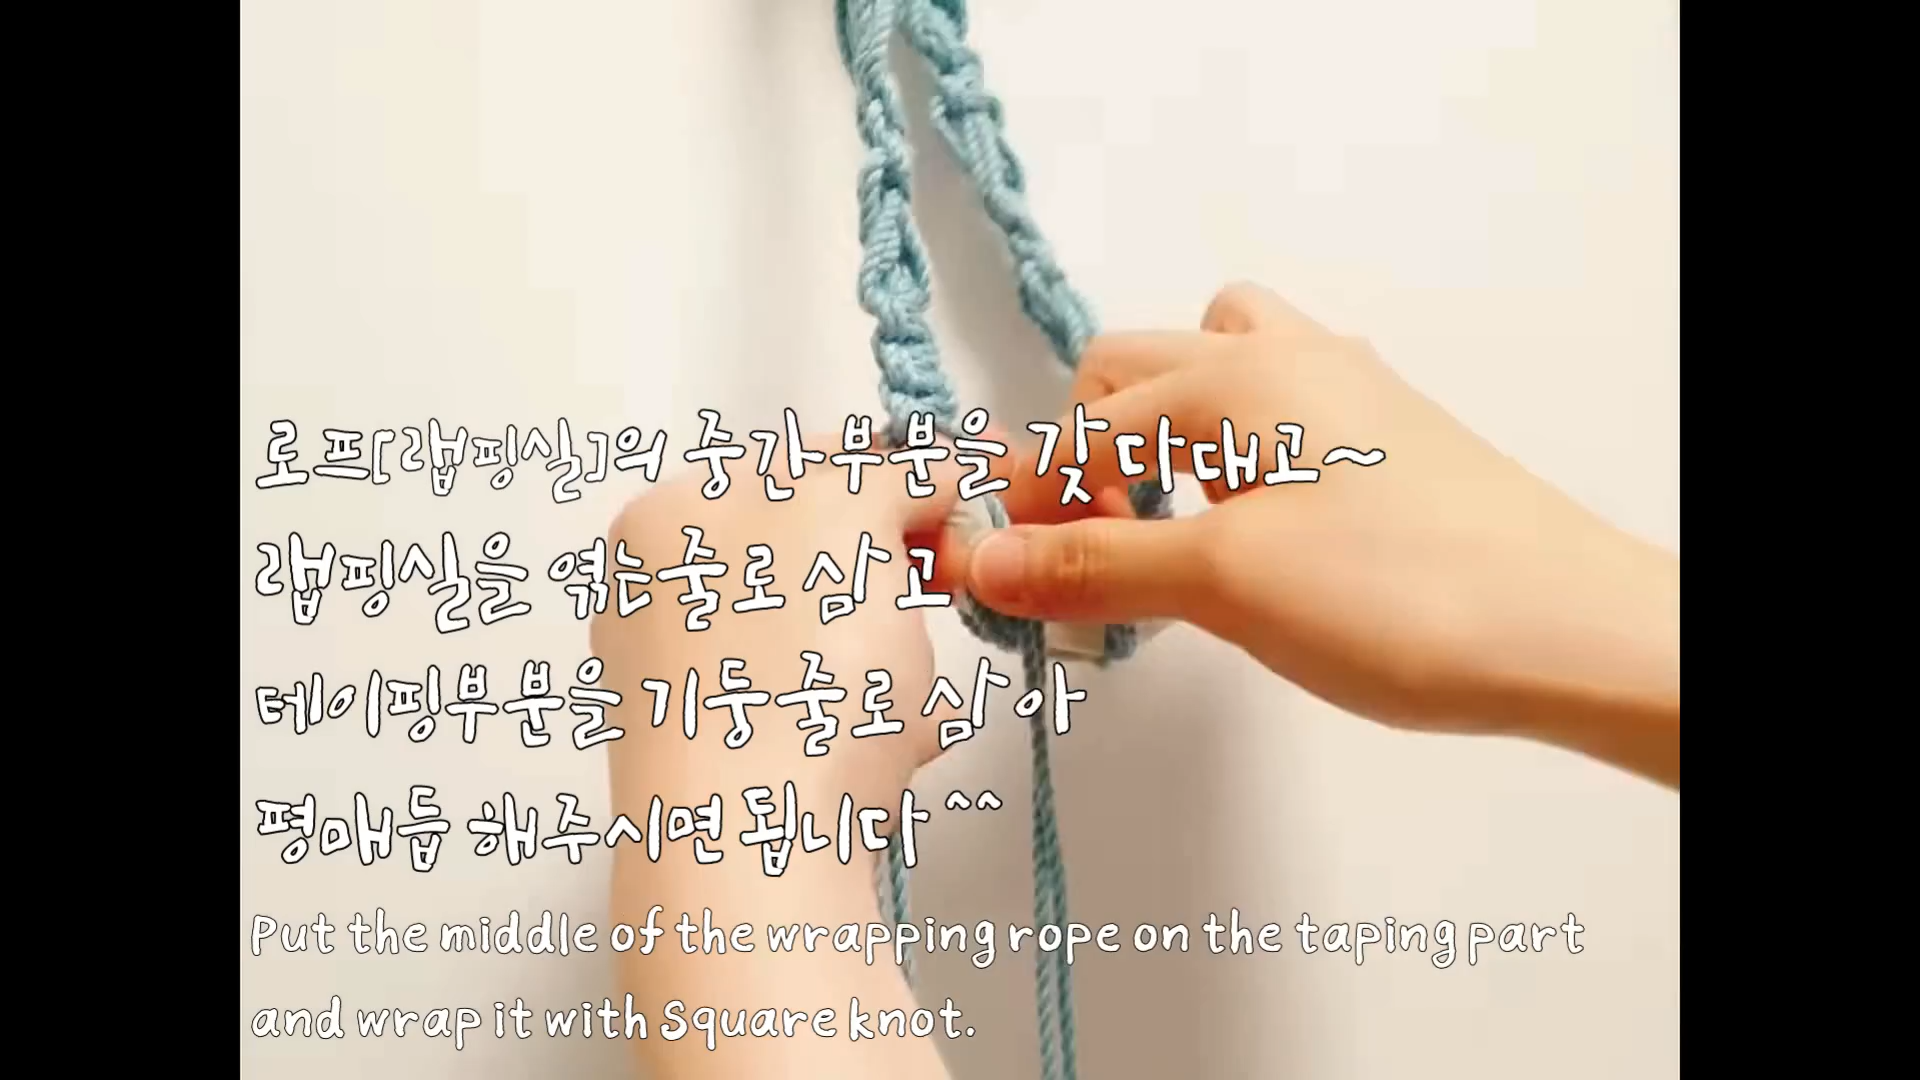 로프[랩핑실]의 중간부분을 갖다대고~
랩핑실을 엮는줄로 삼고
테이핑부분을 기둥줄로 삼아
평매듭 해주시면 됩니다^^
Put the middle of the wrapping rope on the taping part
and wrap it with Square knot.